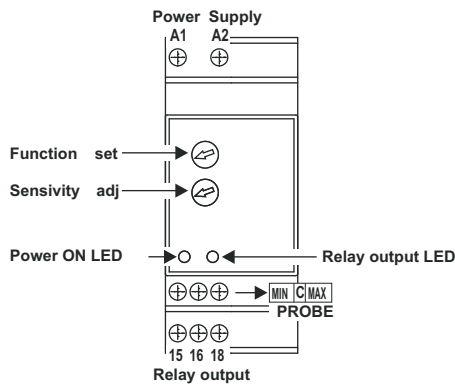 Power Supply
A1 A2
Function set
Sensivity adj
Power ON LED
Relay output LED
MIN C MAX
PROBE
15 16 18
Relay output